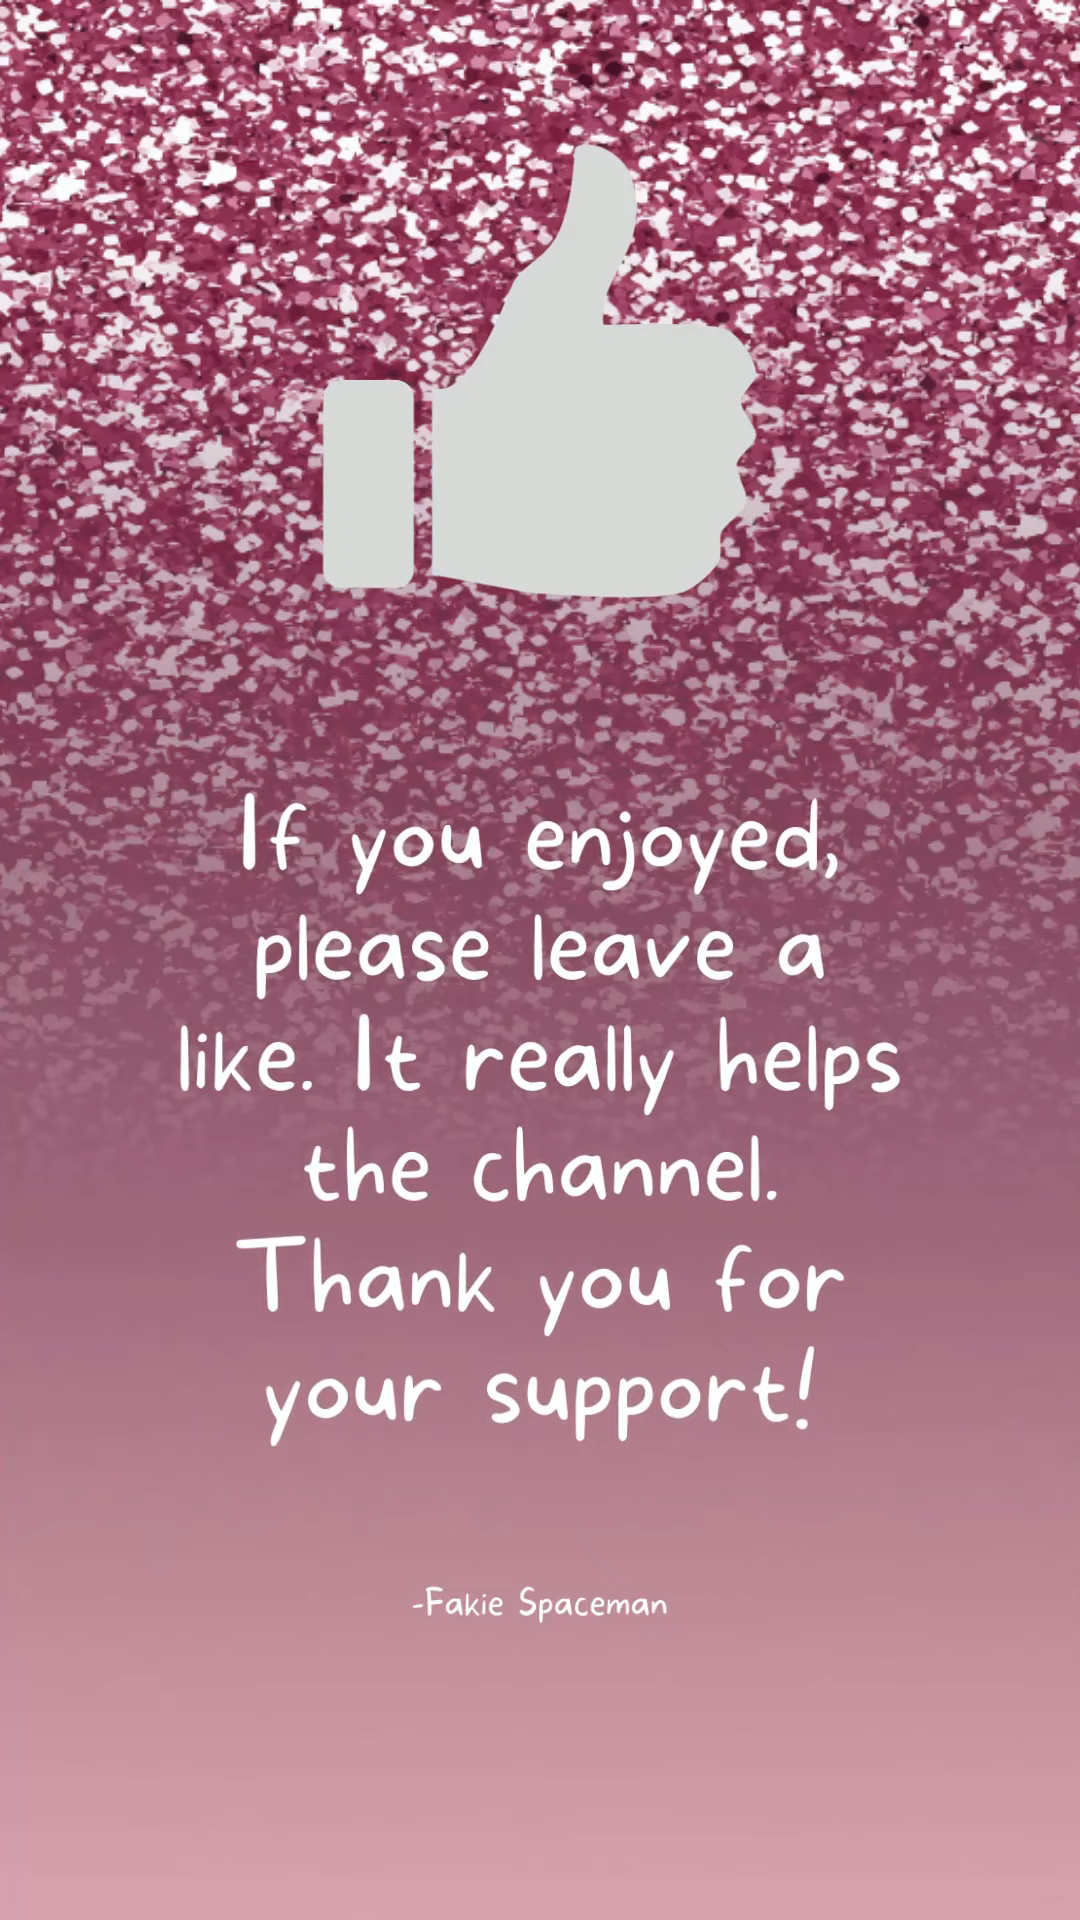 If you enjoyed,
please leave a
like. It really helps
the channel.
Thank you for
your support!
-Fakie Spaceman